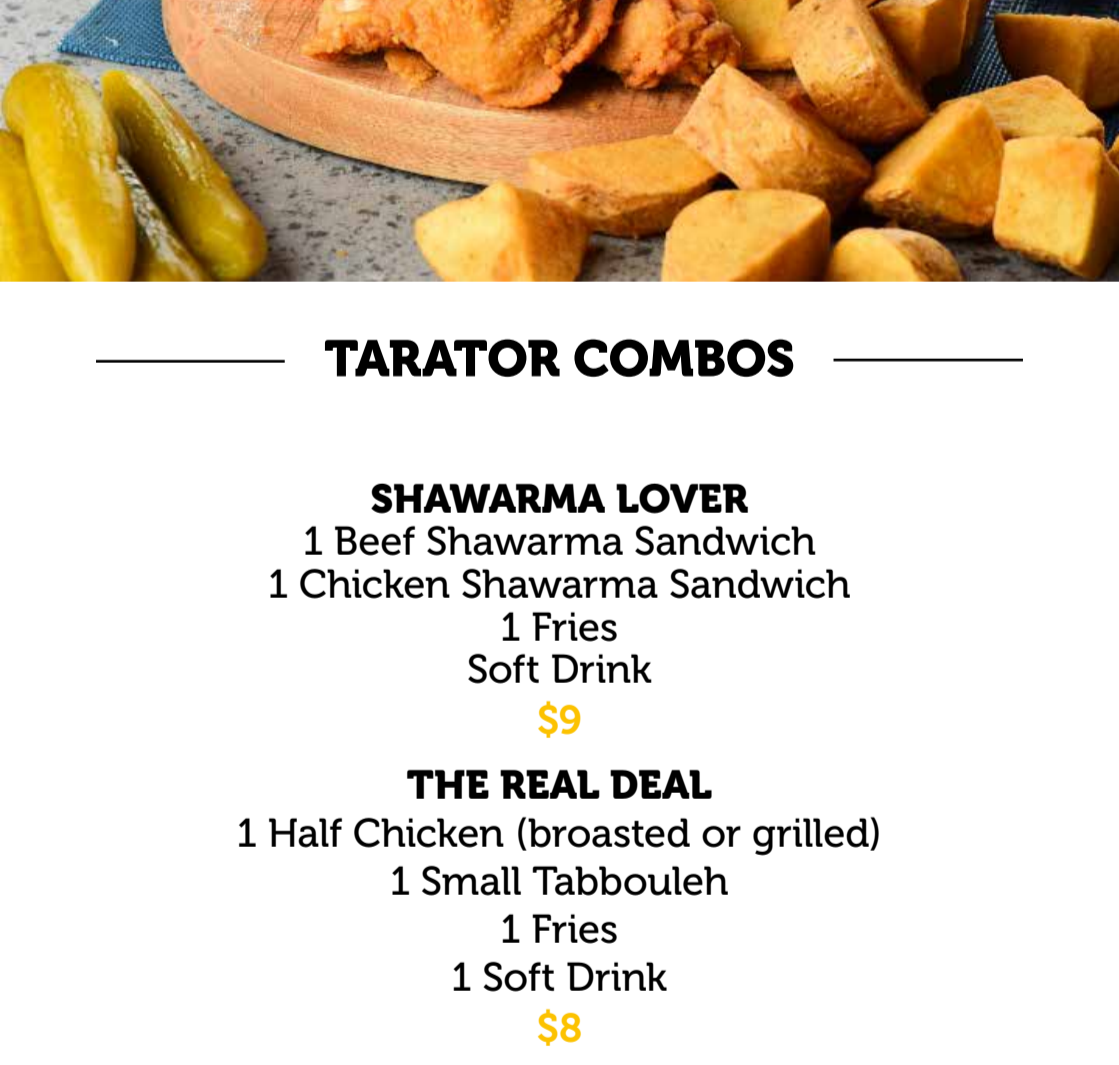 TARATOR COMBOS
SHAWARMA LOVER
1 Beef Shawarma Sandwich
1 Chicken Shawarma Sandwich
1 Fries
Soft Drink
$9
THE REAL DEAL
1 Half Chicken (broasted or grilled)
1 Small Tabbouleh
1 Fries
1 Soft Drink
$8